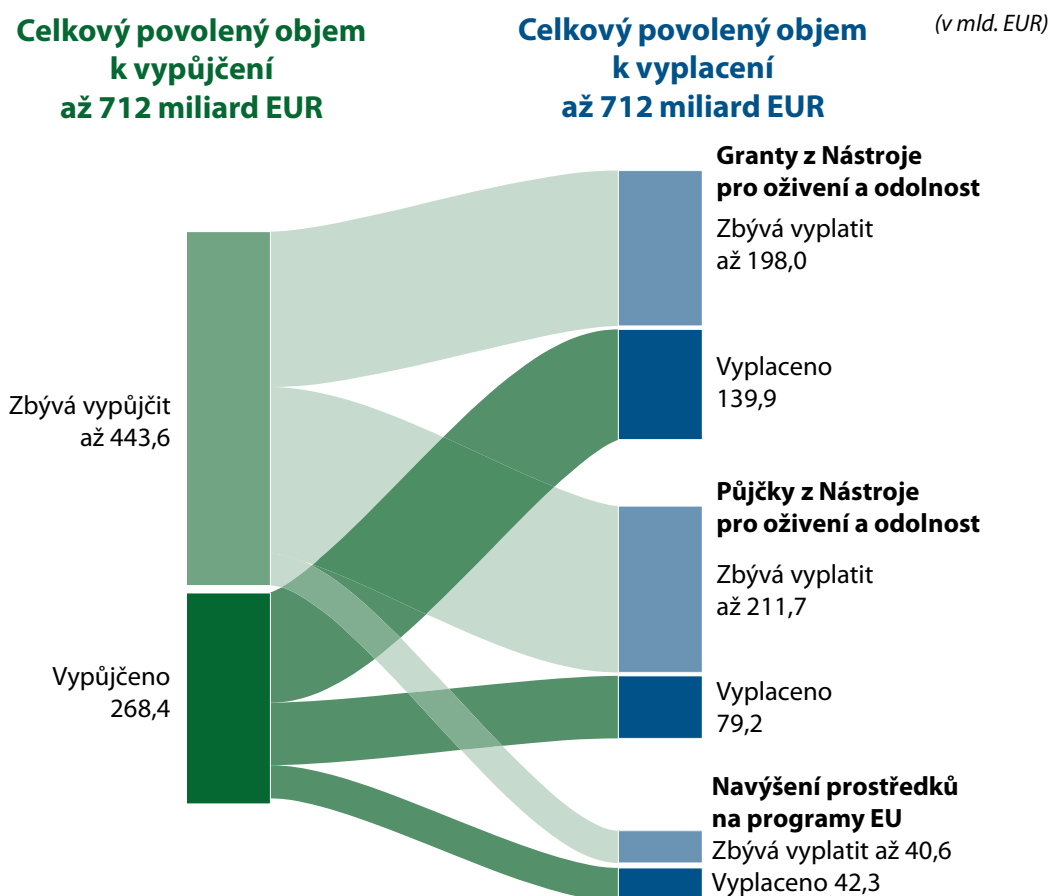 Celkový povolený objem
k vypůjčení
až 712 miliard EUR
Celkový povolený objem
k vyplacení
až 712 miliard EUR
(v mld. EUR)
Zbývá vypůjčit
až 443,6
Vypůjčeno
268,4
Granty z Nástroje
pro oživení a odolnost
Zbývá vyplatit
až 198,0
Vyplaceno
139,9
Půjčky z Nástroje
pro oživení a odolnost
Zbývá vyplatit
až 211,7
Vyplaceno
79,2
Navýšení prostředků
na programy EU
Zbývá vyplatit až 40,6
Vyplaceno 42,3